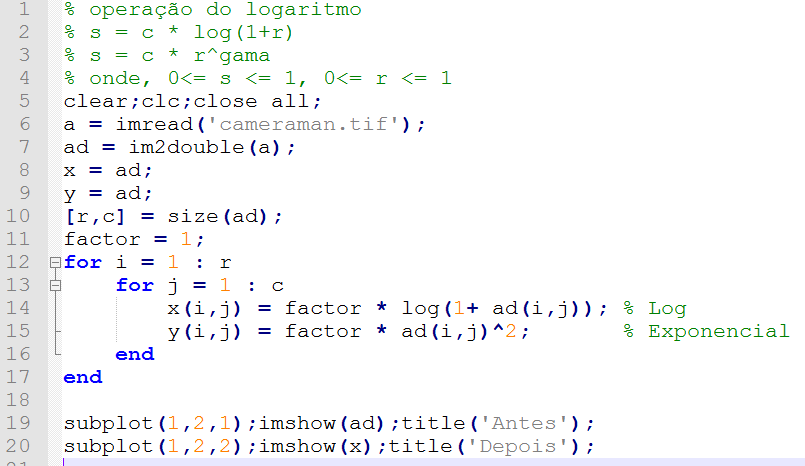 1 % operação do logaritmo
2 % s = c * log(1+r)
3 % s = c * r^gama
4 % onde, 0<= s <= 1, 0<= r <= 1
5 clear;clc;close all;
6 a = imread('cameraman.tif');
7 ad = im2double(a);
8 x = ad;
9 y = ad;
10 [r,c] = size(ad);
11 factor = 1;
12 for i = 1 : r
13 for j = 1 : c
14 x(i,j) = factor * log(1+ ad(i,j)); % Log
15 y(i,j) = factor * ad(i,j)^2; % Exponencial
16 end
17 end
18
19 subplot(1,2,1);imshow(ad);title('Antes');
20 subplot(1,2,2);imshow(x);title('Depois');